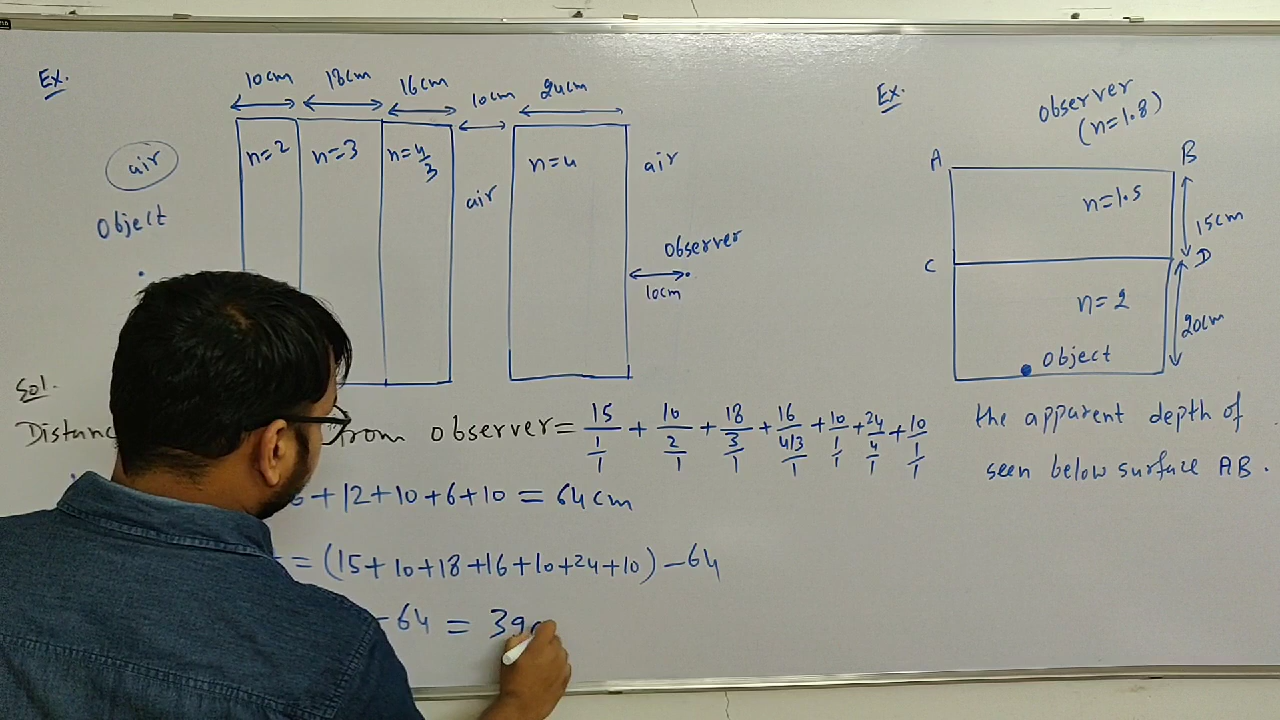 Ex.
10cm 18cm 16cm 10cm 24cm
air
n=2 n=3 n=4/3 air n=4 air
object
observer
10cm
Sol.
from observer = 15/(1/1) + 10/(2/1) + 18/(3/1) + 16/((4/3)/1) + 10/(1/1) + 24/(4/1) + 10/(1/1)
+12+10+6+10 = 64cm
= (15+10+18+16+10+24+10) - 64
- 64 = 39
Ex.
observer
(n=1.8)
A B
n=1.5
15cm
C D
n=2
20cm
object
the apparent depth of
seen below surface AB.